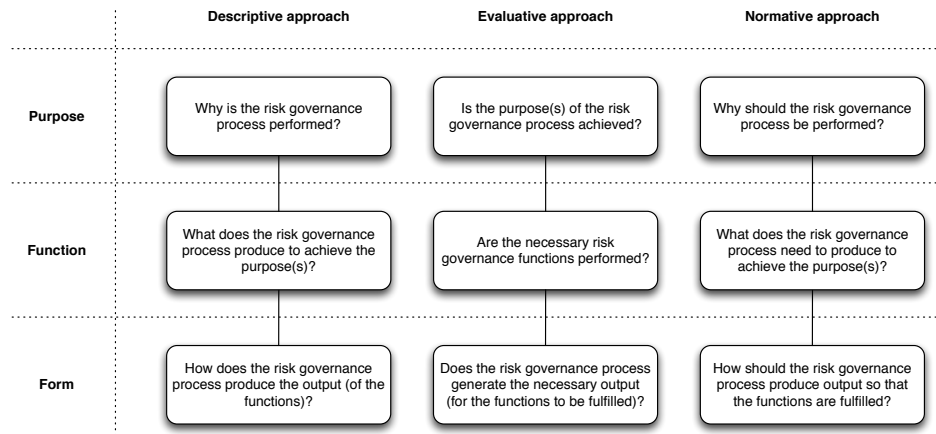 Descriptive approach
Evaluative approach
Normative approach
Purpose
Why is the risk governance
process performed?
Is the purpose(s) of the risk
governance process achieved?
Why should the risk governance
process be performed?
Function
What does the risk governance
process produce to achieve the
purpose(s)?
Are the necessary risk
governance functions performed?
What does the risk governance
process need to produce to
achieve the purpose(s)?
Form
How does the risk governance
process produce the output (of the
functions)?
Does the risk governance process
generate the necessary output
(for the functions to be fulfilled)?
How should the risk governance
process produce output so that
the functions are fulfilled?